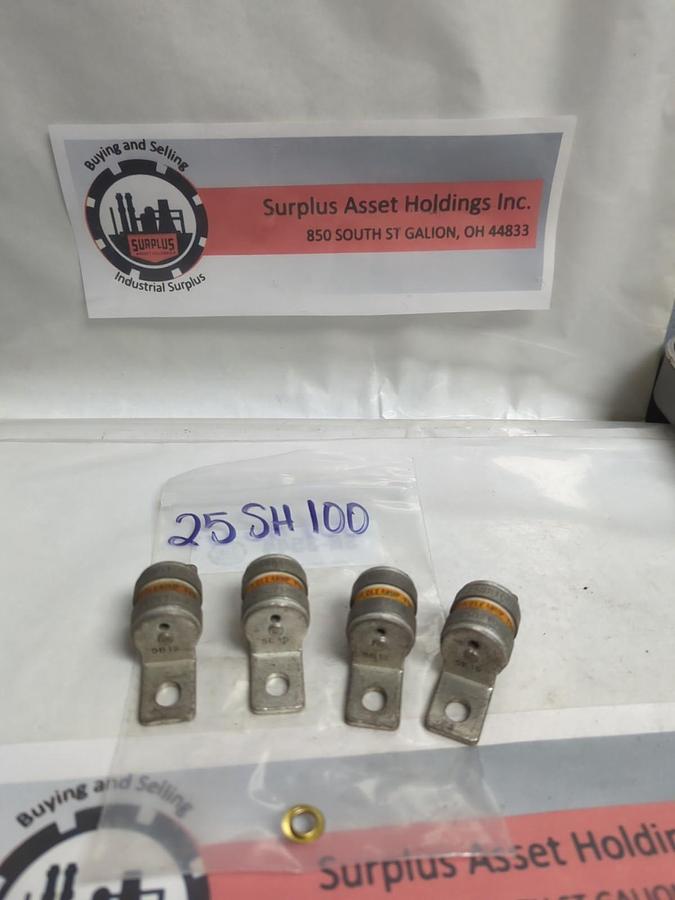 Buying and Selling
SURPLUS
Industrial Surplus
Surplus Asset Holdings Inc.
850 SOUTH ST GALION, OH 44833
25SH100
Buying and Selling
Surplus Asset Holdin